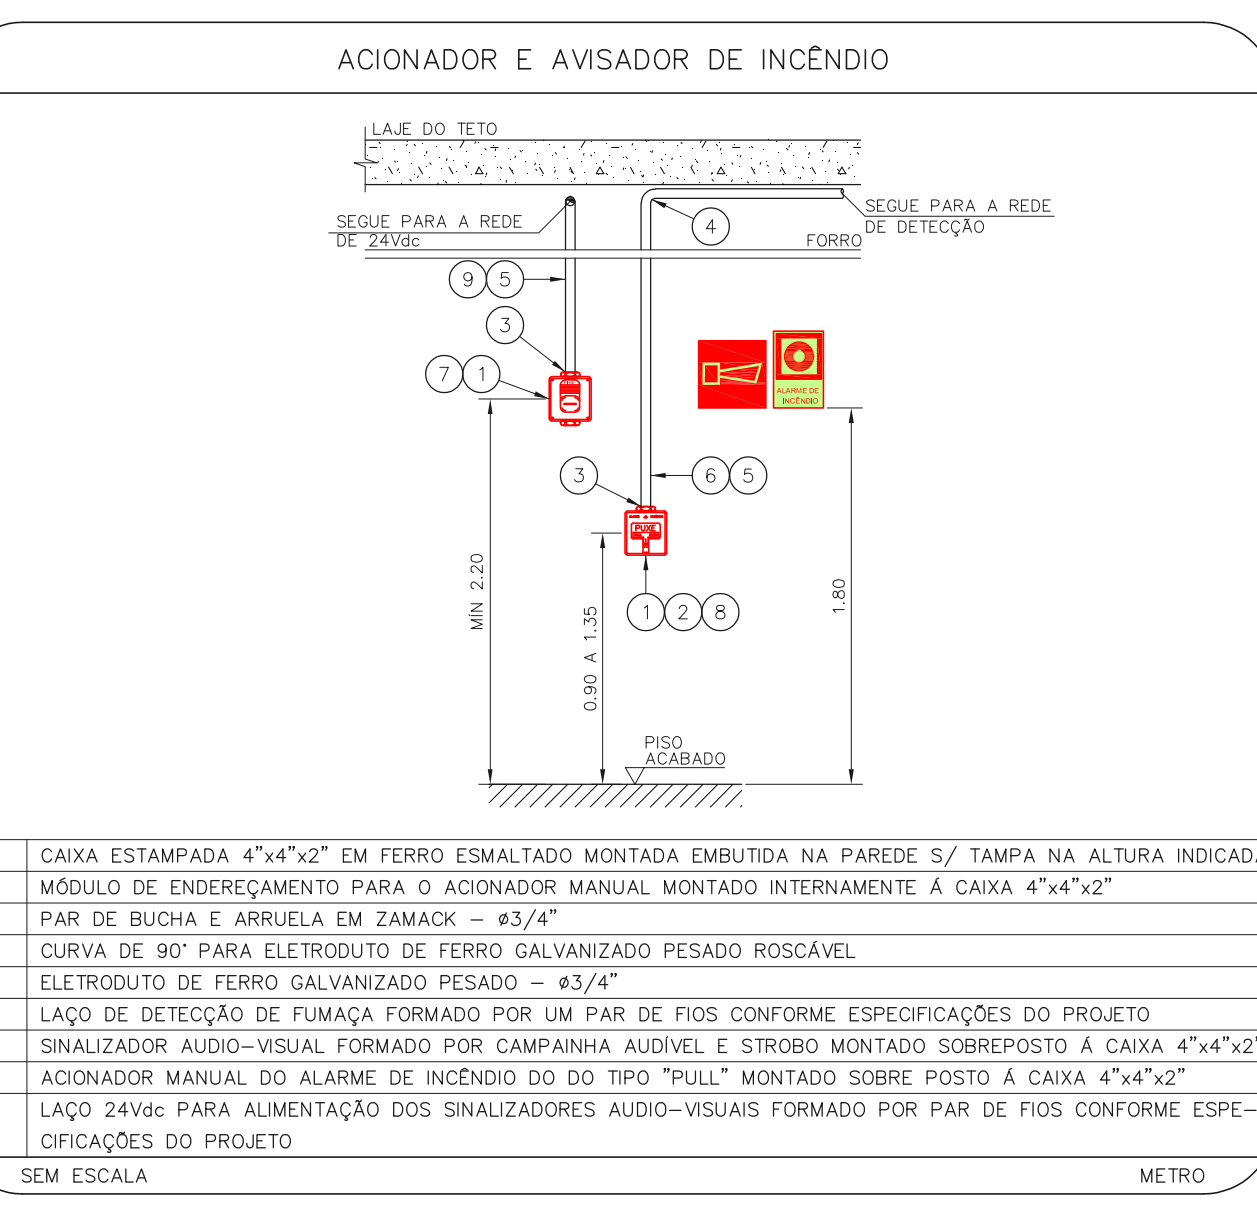 ACIONADOR E AVISADOR DE INCÊNDIO
LAJE DO TETO
SEGUE PARA A REDE
DE 24Vdc
SEGUE PARA A REDE
DE DETECÇÃO
4
FORRO
9 5
3
7 1
ALARME DE
INCÊNDIO
3
6 5
PUXE
MÍN 2.20
0.90 A 1.35
1.80
1 2 8
PISO
ACABADO
CAIXA ESTAMPADA 4"x4"x2" EM FERRO ESMALTADO MONTADA EMBUTIDA NA PAREDE S/ TAMPA NA ALTURA INDICADA
MÓDULO DE ENDEREÇAMENTO PARA O ACIONADOR MANUAL MONTADO INTERNAMENTE Á CAIXA 4"x4"x2"
PAR DE BUCHA E ARRUELA EM ZAMACK – ø3/4"
CURVA DE 90° PARA ELETRODUTO DE FERRO GALVANIZADO PESADO ROSCÁVEL
ELETRODUTO DE FERRO GALVANIZADO PESADO – ø3/4"
LAÇO DE DETECÇÃO DE FUMAÇA FORMADO POR UM PAR DE FIOS CONFORME ESPECIFICAÇÕES DO PROJETO
SINALIZADOR AUDIO–VISUAL FORMADO POR CAMPAINHA AUDÍVEL E STROBO MONTADO SOBREPOSTO Á CAIXA 4"x4"x2"
ACIONADOR MANUAL DO ALARME DE INCÊNDIO DO DO TIPO "PULL" MONTADO SOBRE POSTO Á CAIXA 4"x4"x2"
LAÇO 24Vdc PARA ALIMENTAÇÃO DOS SINALIZADORES AUDIO–VISUAIS FORMADO POR PAR DE FIOS CONFORME ESPE–
CIFICAÇÕES DO PROJETO
SEM ESCALA
METRO